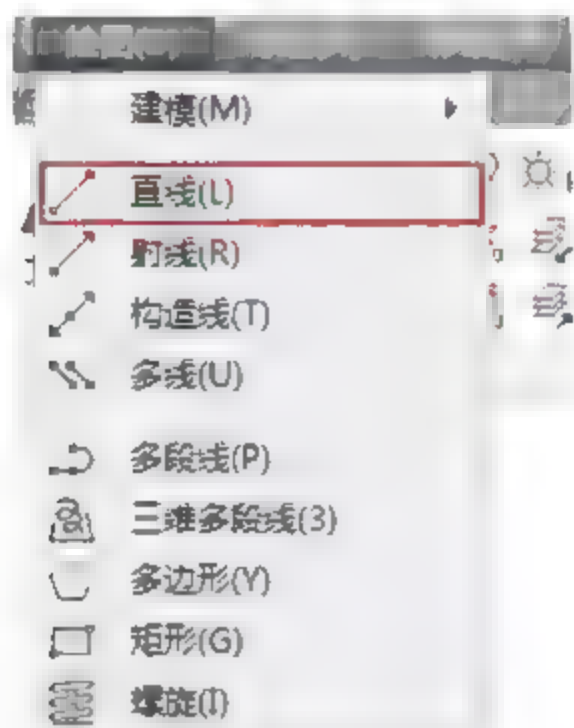 建模(M)
直线(L)
射线(R)
构造线(T)
多线(U)
多段线(P)
三维多段线(3)
多边形(Y)
矩形(G)
螺旋(I)